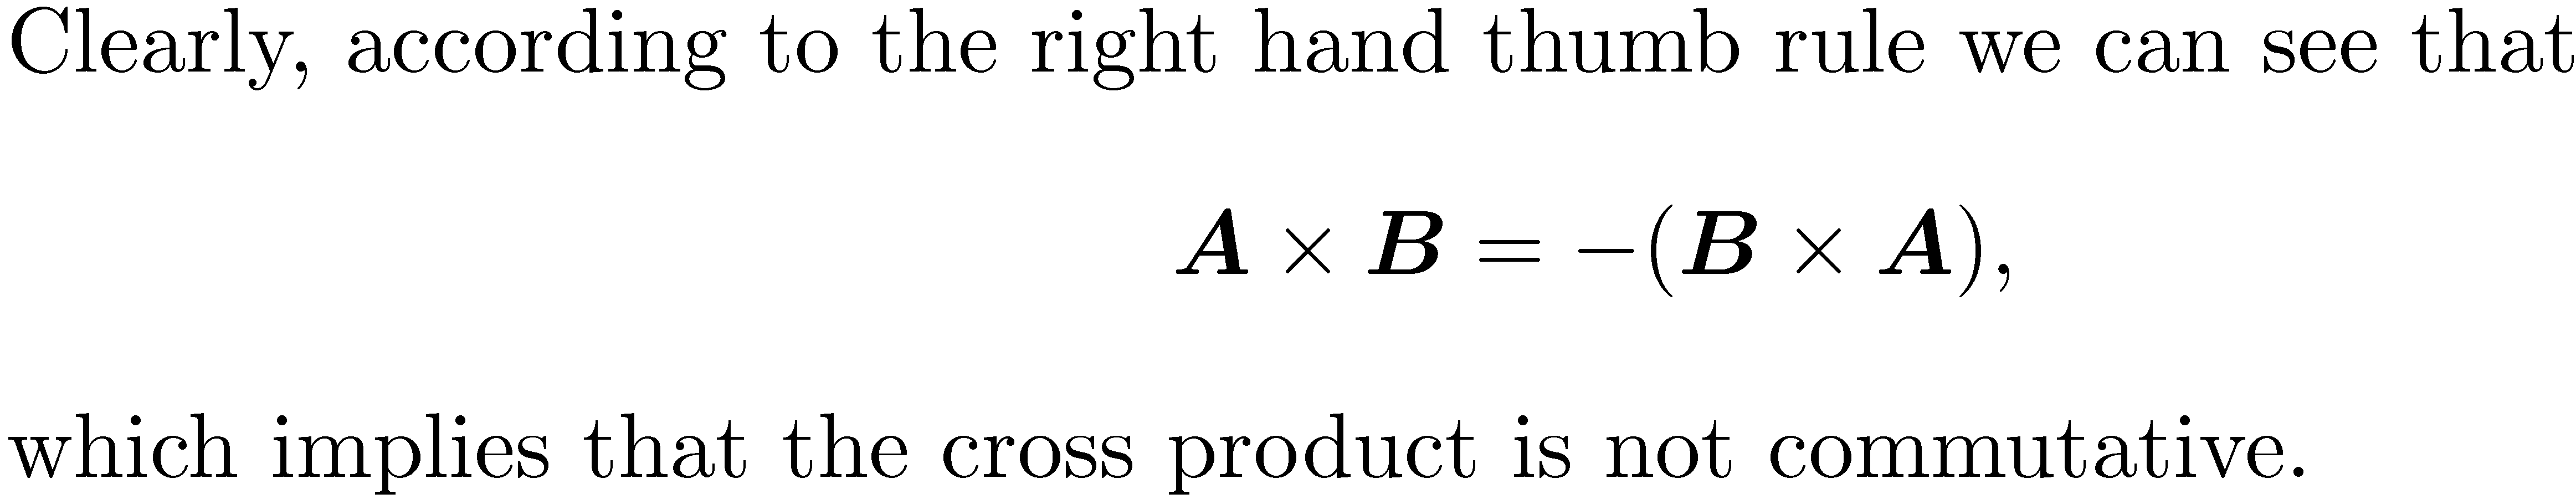 Clearly, according to the right hand thumb rule we can see that
A × B = −(B × A),
which implies that the cross product is not commutative.